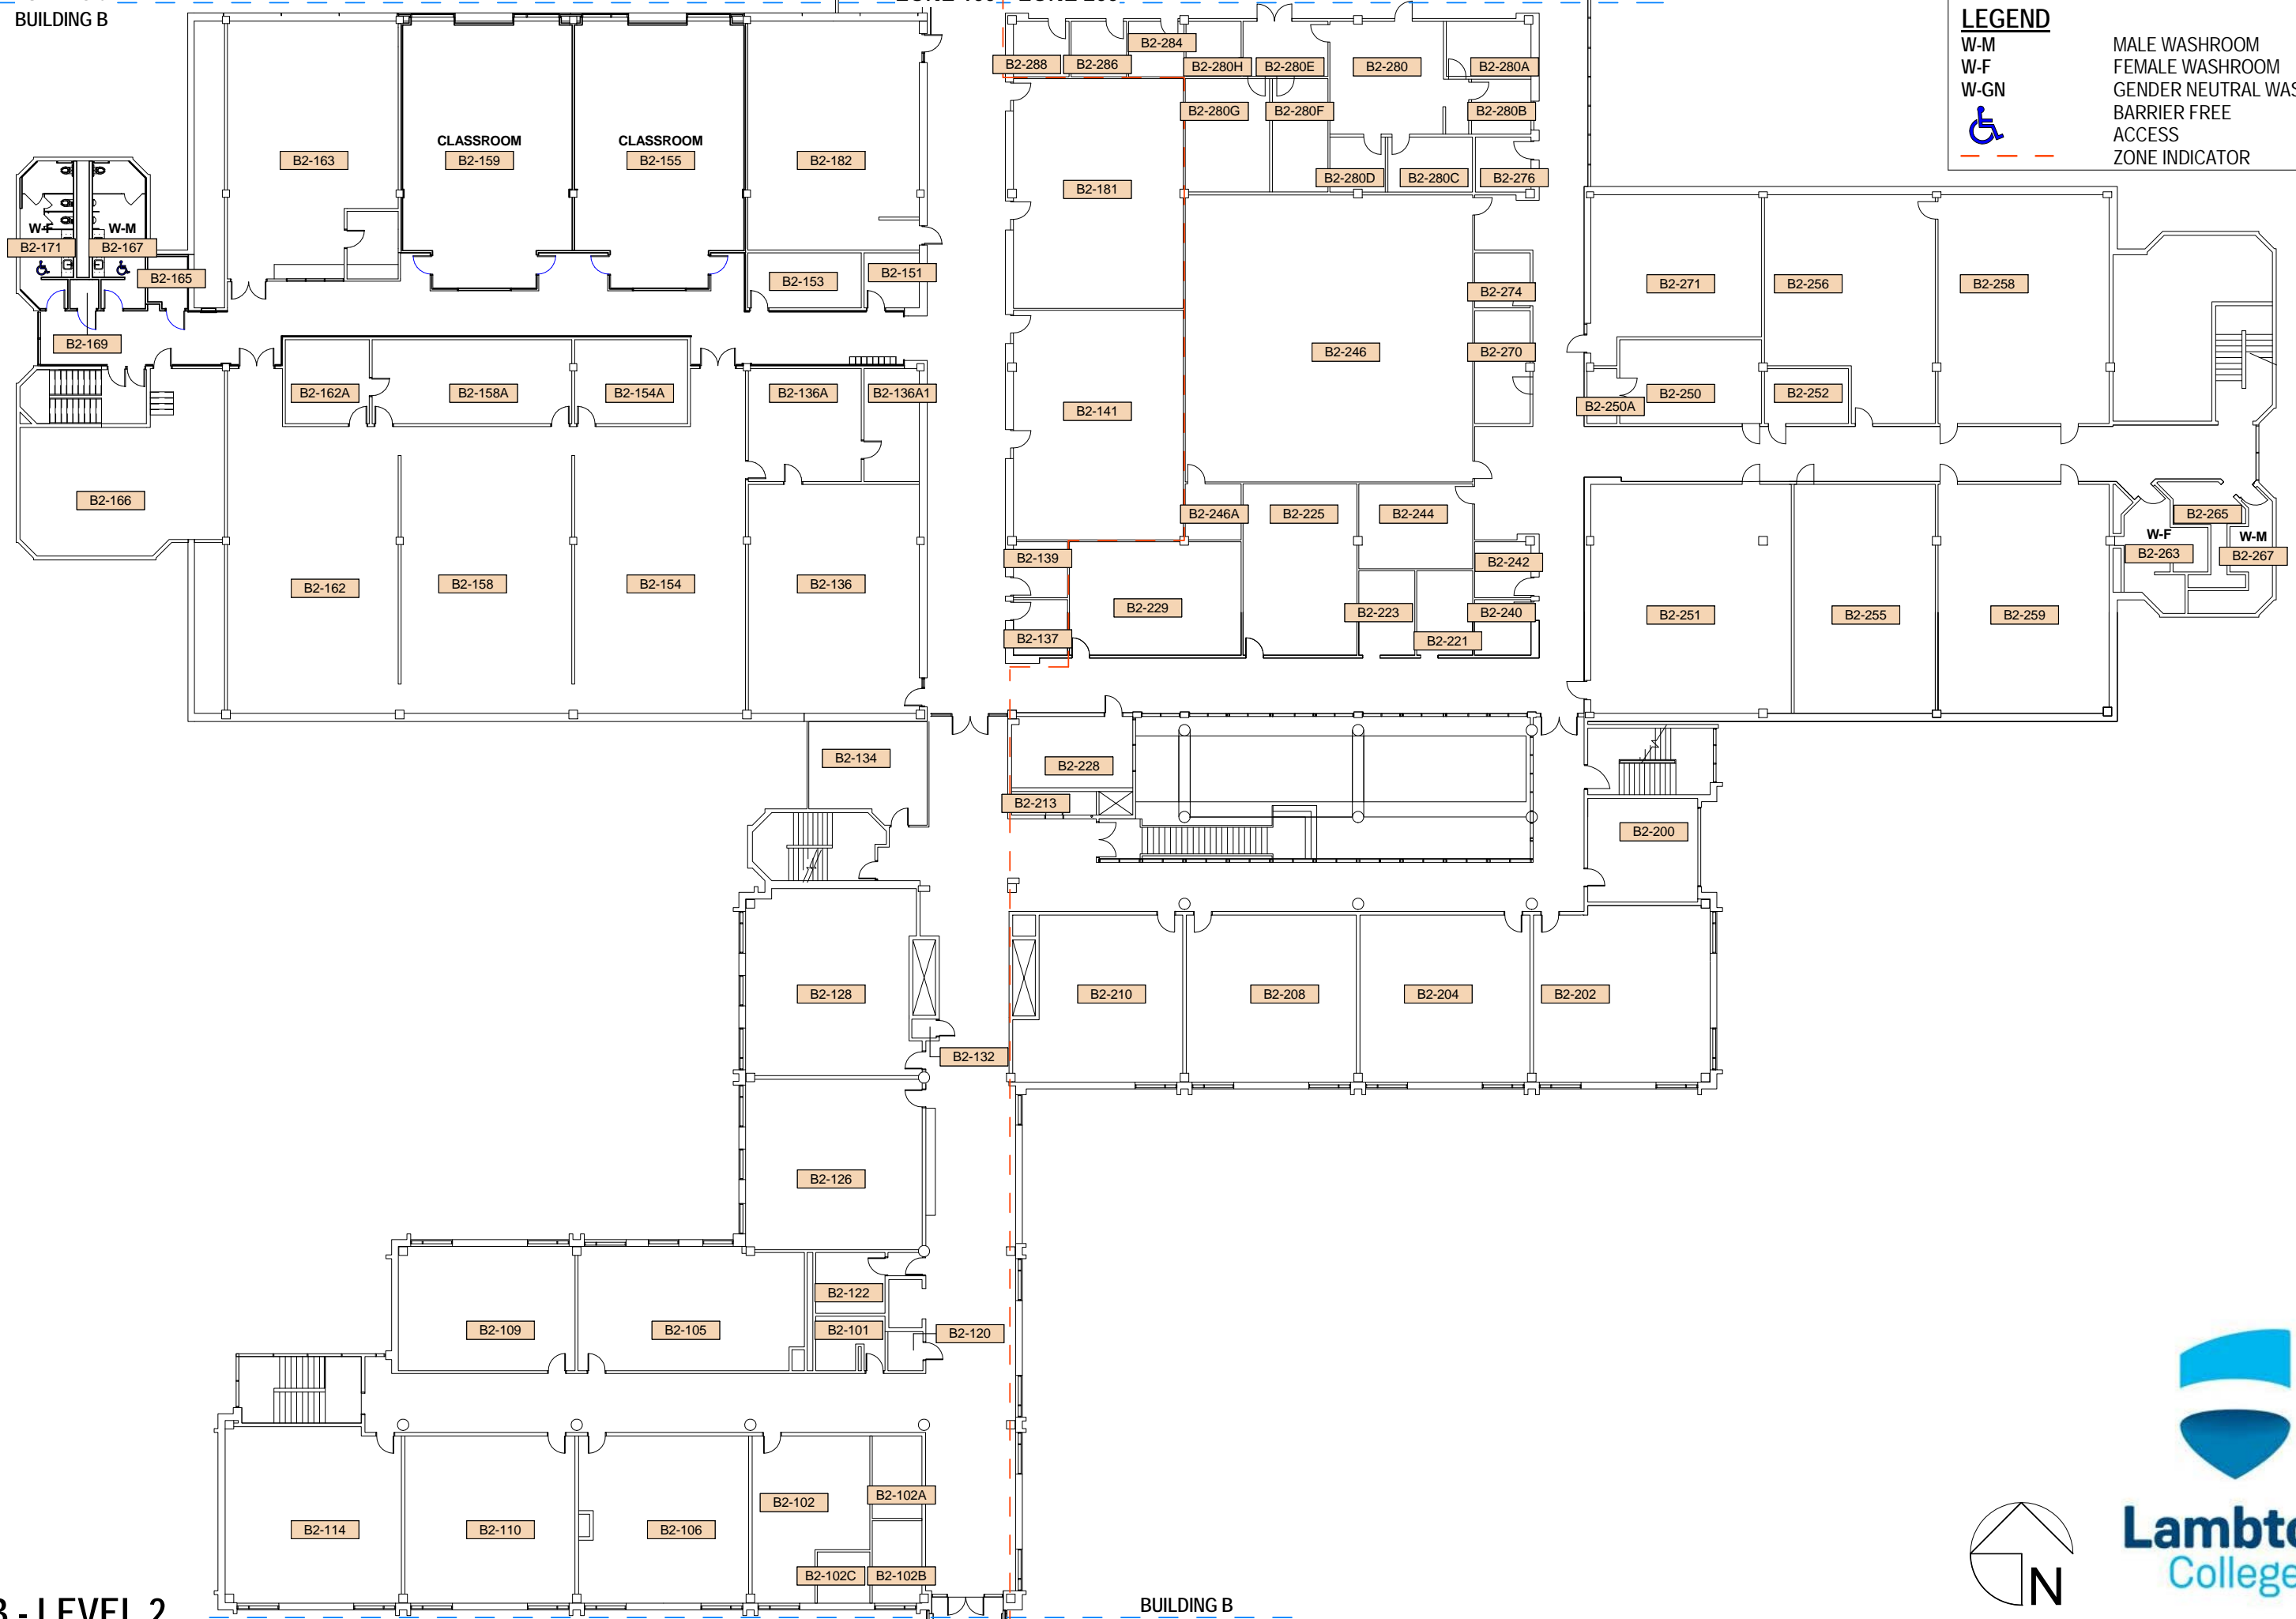 BUILDING B
LEGEND
W-M MALE WASHROOM
W-F FEMALE WASHROOM
W-GN GENDER NEUTRAL
BARRIER FREE
ACCESS
ZONE INDICATOR
B2-284
B2-288 B2-286 B2-280H B2-280E B2-280 B2-280A
B2-280G B2-280F B2-280B
CLASSROOM CLASSROOM
B2-163 B2-159 B2-155 B2-182
B2-280D B2-280C B2-276
B2-181
W-F W-M
B2-171 B2-167
B2-165 B2-153 B2-151
B2-274 B2-271 B2-256 B2-258
B2-169 B2-246 B2-270
B2-162A B2-158A B2-154A B2-136A B2-136A1
B2-250A B2-250 B2-252
B2-141
B2-166
B2-246A B2-225 B2-244 B2-265
W-F W-M
B2-263 B2-267
B2-139 B2-242
B2-162 B2-158 B2-154 B2-136
B2-229 B2-223 B2-240
B2-251 B2-255 B2-259
B2-137 B2-221
B2-134 B2-228
B2-213
B2-200
B2-128 B2-210 B2-208 B2-204 B2-202
B2-132
B2-126
B2-122
B2-109 B2-105 B2-101 B2-120
B2-102 B2-102A
B2-114 B2-110 B2-106
B2-102C B2-102B
N
College
- LEVEL 2
BUILDING B